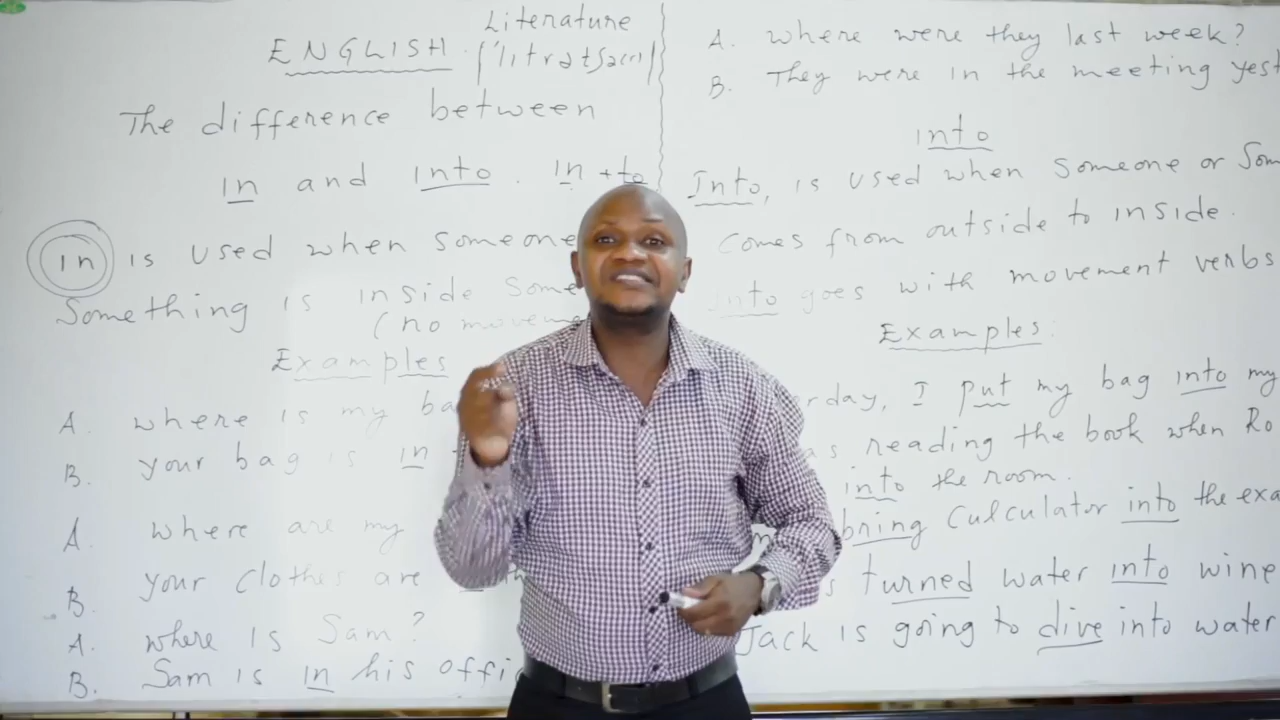 ENGLISH
Literature
The difference between
in and into. in + to
in is used when someone
Something is inside Some
(no moveme
Examples
A. where is my ba
B. your bag is in
A. where are my
B. your clothes are
A. where is Sam?
B. Sam is in his offi
A. where were they last week?
B. They were in the meeting yest
into
Into, is used when someone or Som
comes from outside to inside.
into goes with movement verbs
Examples:
rday, I put my bag into my
as reading the book when Ro
into the room.
bring Culculator into the exa
s turned water into wine
Jack is going to dive into water